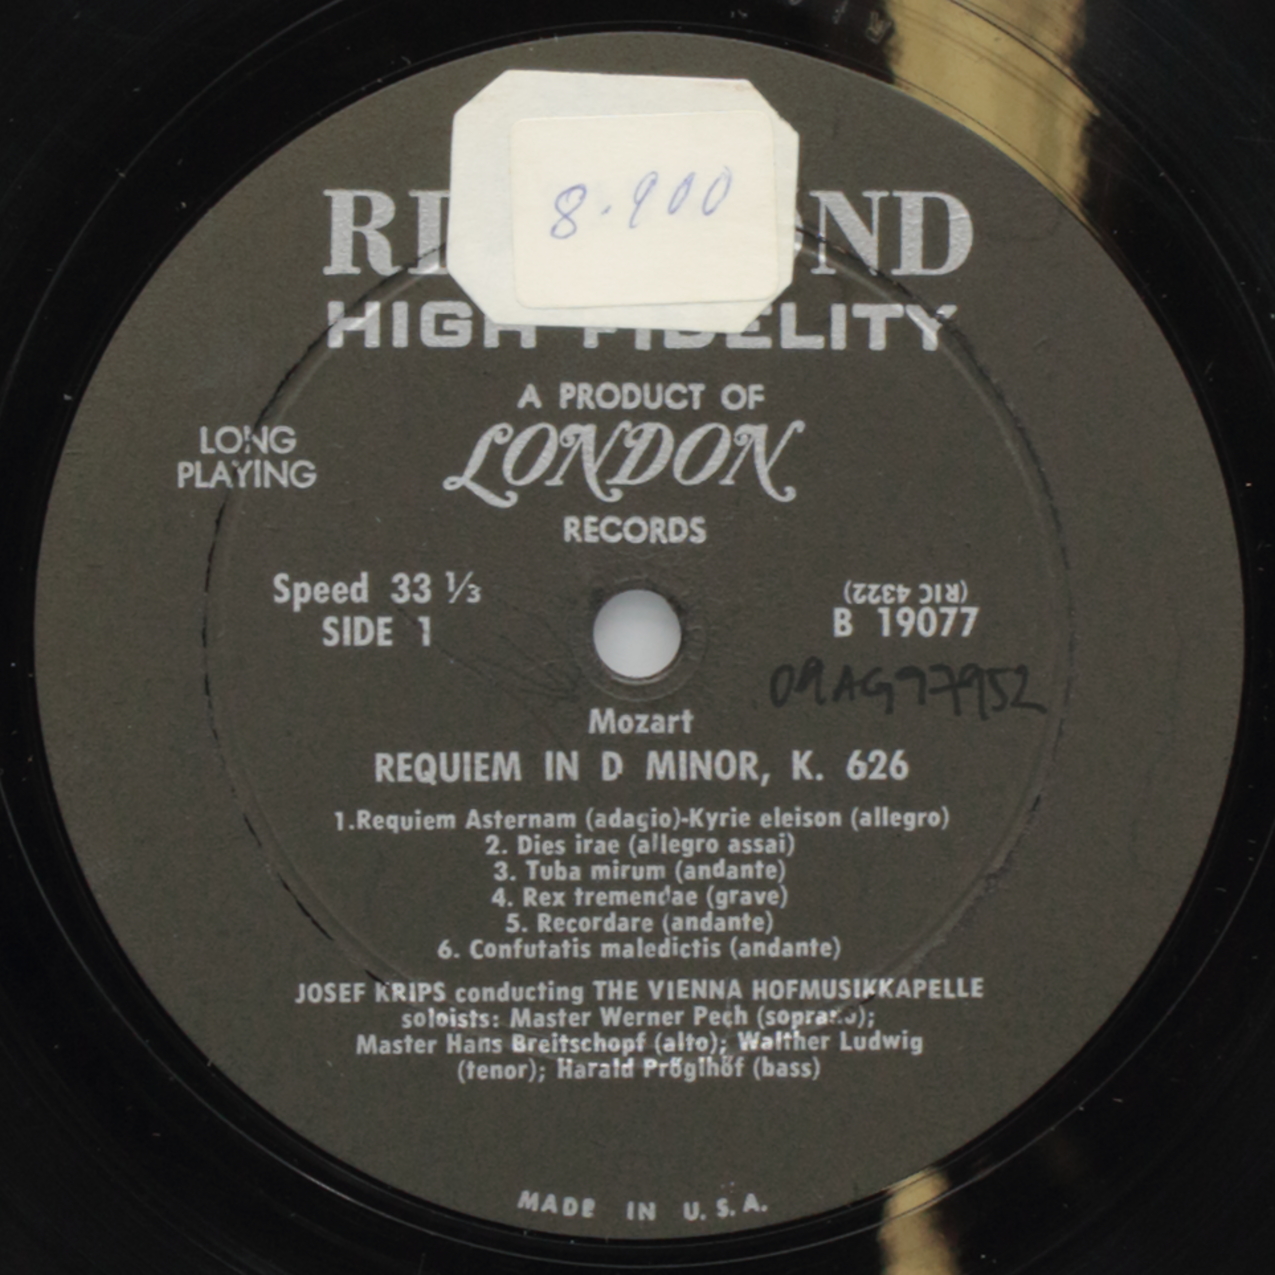 8.900
HIGH FIDELITY
A PRODUCT OF
LONDON
RECORDS
LONG
PLAYING
Speed 33 1/3
SIDE 1
(RIC 4322)
B 19077
09AG97952
Mozart
REQUIEM IN D MINOR, K. 626
1.Requiem Asternam (adagio)-Kyrie eleison (allegro)
2. Dies irae (allegro assai)
3. Tuba mirum (andante)
4. Rex tremendae (grave)
5. Recordare (andante)
6. Confutatis maledictis (andante)
JOSEF KRIPS conducting THE VIENNA HOFMUSIKKAPELLE
soloists: Master Werner Pech (soprano);
Master Hans Breitschopf (alto); Walther Ludwig
(tenor); Harald Pröglhöf (bass)
MADE IN U.S.A.